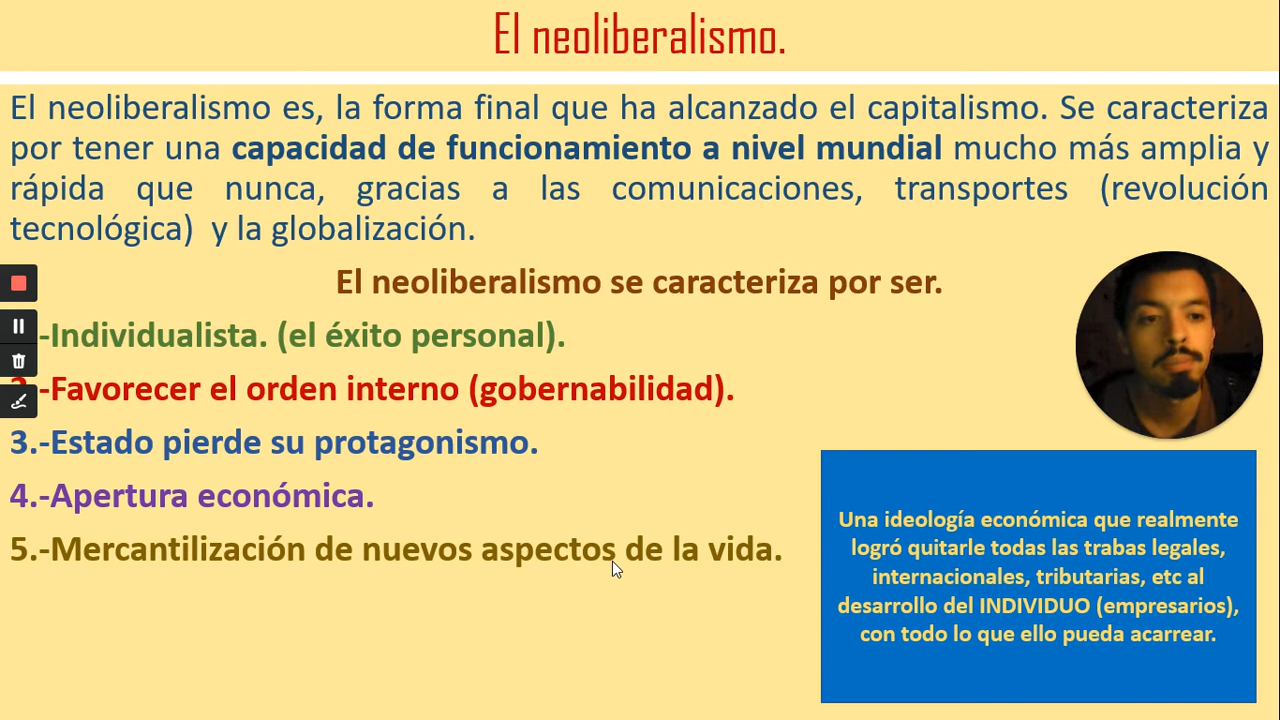 El neoliberalismo.
El neoliberalismo es, la forma final que ha alcanzado el capitalismo. Se caracteriza
por tener una capacidad de funcionamiento a nivel mundial mucho más amplia y
rápida que nunca, gracias a las comunicaciones, transportes (revolución
tecnológica) y la globalización.
El neoliberalismo se caracteriza por ser.
-Individualista. (el éxito personal).
-Favorecer el orden interno (gobernabilidad).
3.-Estado pierde su protagonismo.
4.-Apertura económica.
5.-Mercantilización de nuevos aspectos de la vida.
Una ideología económica que realmente
logró quitarle todas las trabas legales,
internacionales, tributarias, etc al
desarrollo del INDIVIDUO (empresarios),
con todo lo que ello pueda acarrear.